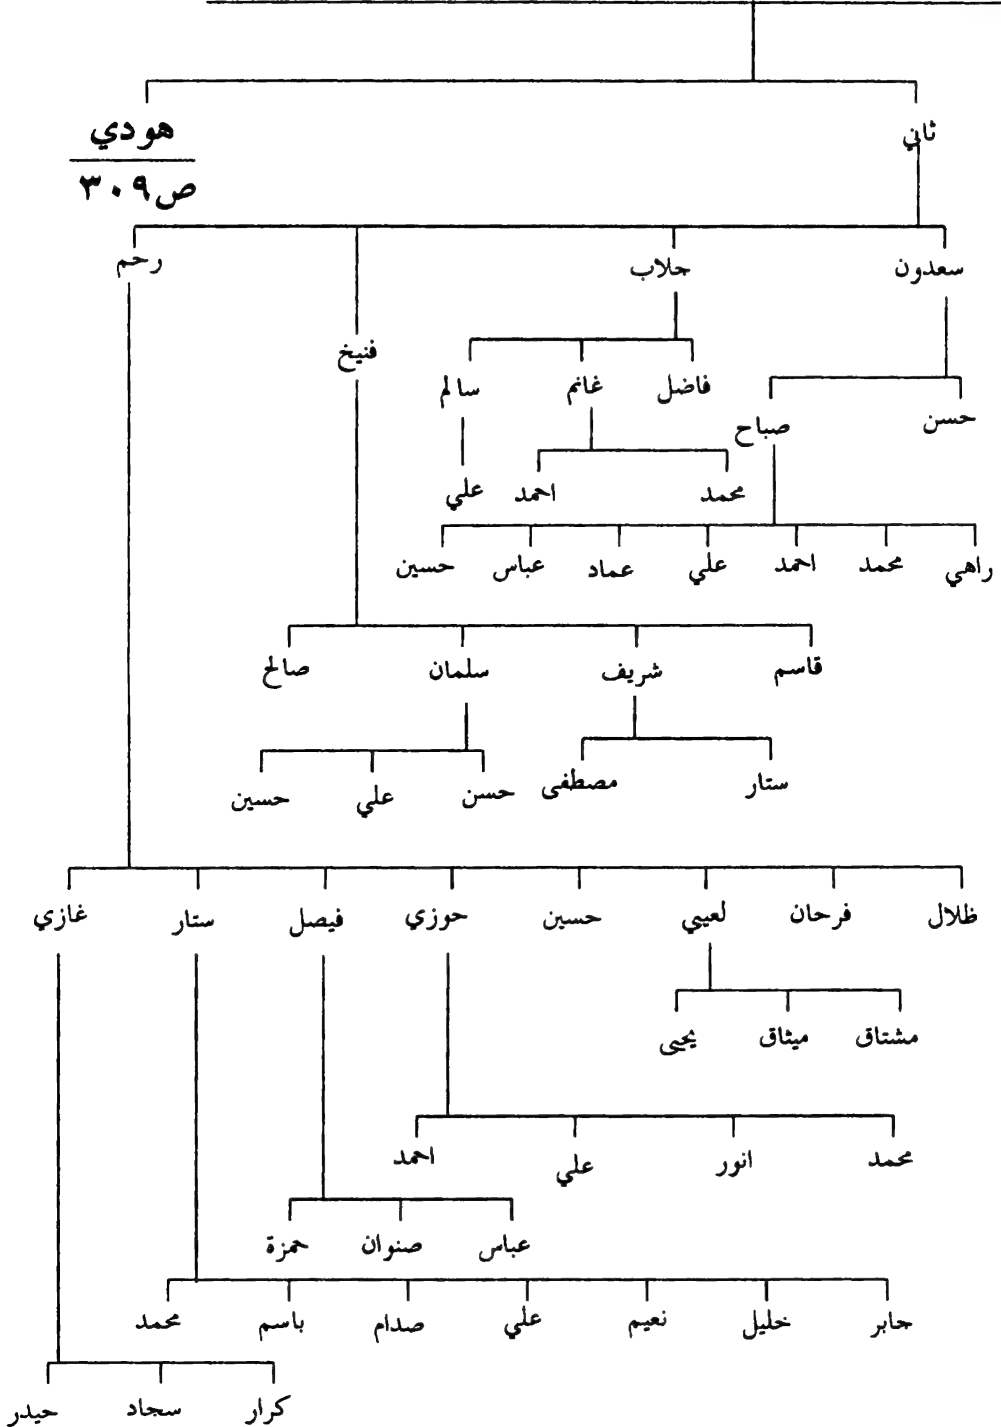 ثاني
هودي
ص٣٠٩
سعدون
حلاب
رحم
فنيخ
فاضل
غانم
سالم
حسن
صباح
محمد
احمد
علي
راهي
محمد
احمد
علي
عماد
عباس
حسين
قاسم
شريف
سلمان
صالح
ستار
مصطفى
حسن
علي
حسين
ظلال
فرحان
لعيبي
حسين
حوزي
فيصل
ستار
غازي
مشتاق
ميثاق
يحيى
محمد
انور
علي
احمد
عباس
صنوان
حمزة
جابر
خليل
نعيم
علي
صدام
باسم
محمد
كرار
سجاد
حيدر